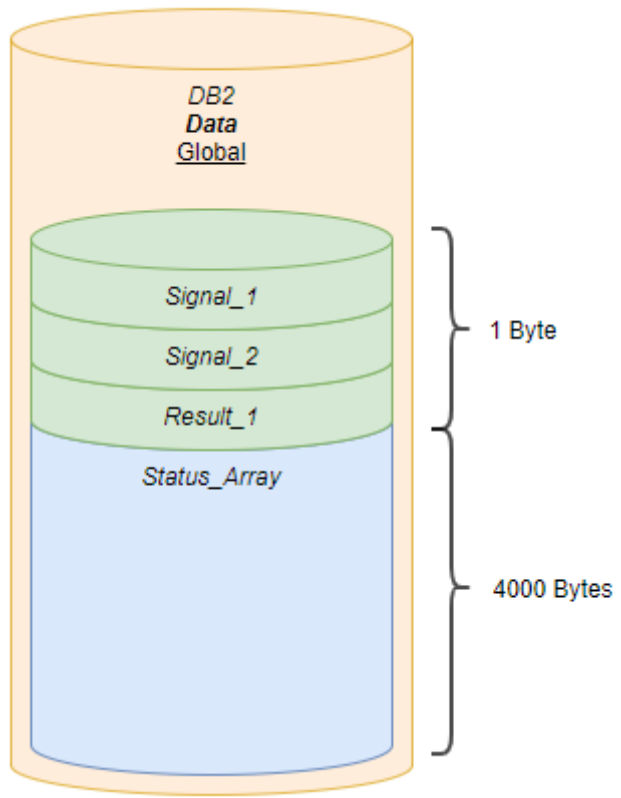 DB2
Data
Global
Signal_1
Signal_2
Result_1
1 Byte
Status_Array
4000 Bytes